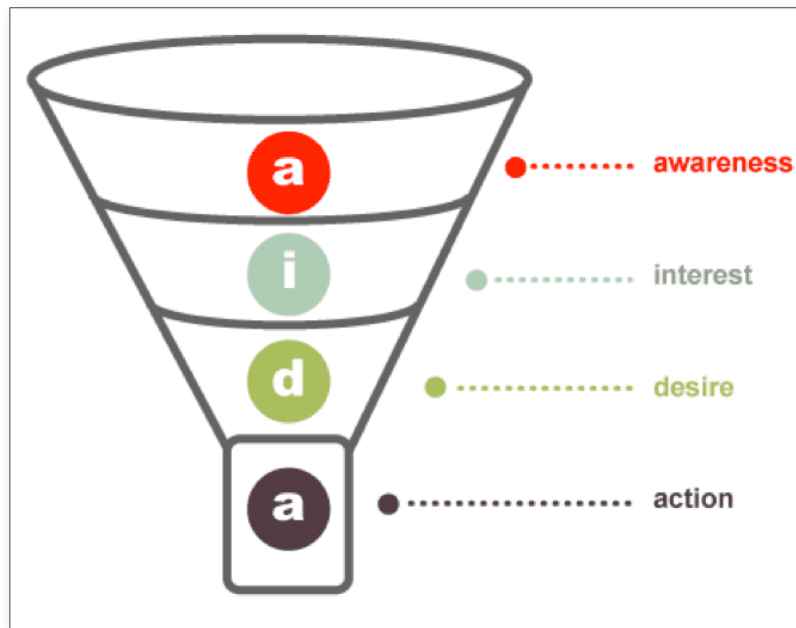 a awareness
i interest
d desire
a action